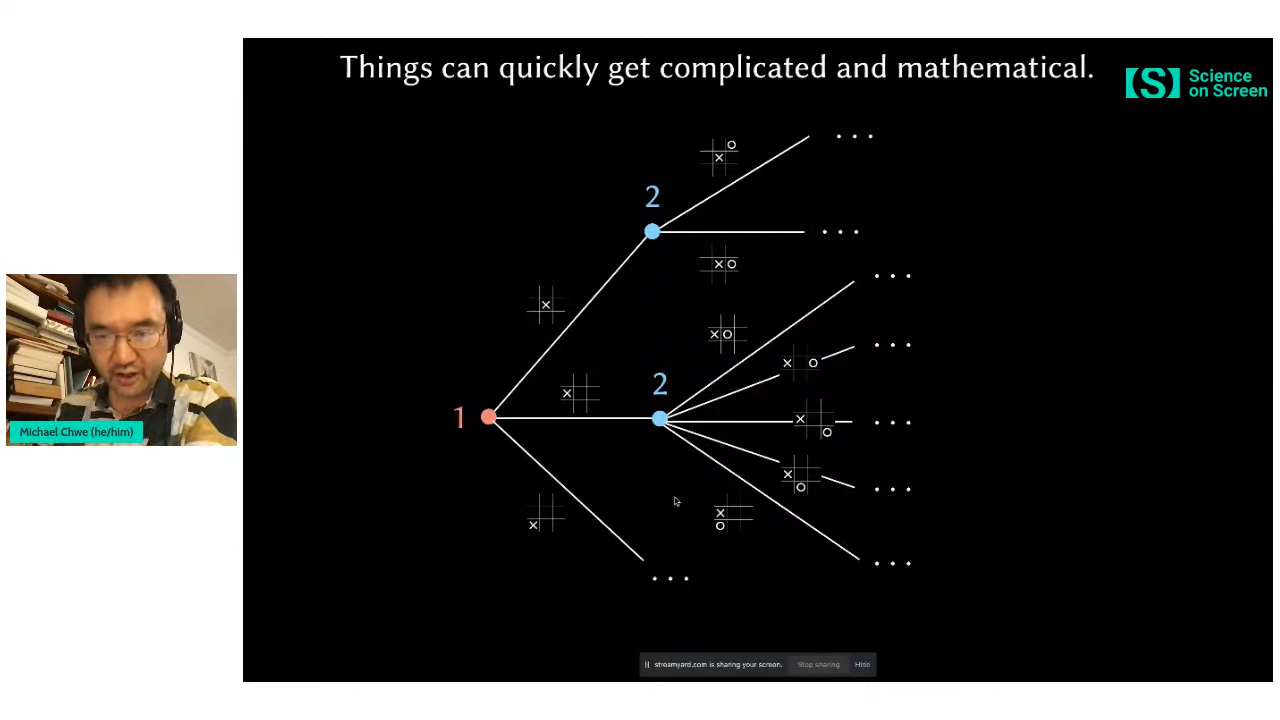 Things can quickly get complicated and mathematical.
Science
on Screen
2
1
2
Michael Chwe (he/him)
streamyard.com is sharing your screen.
Stop sharing
Hide